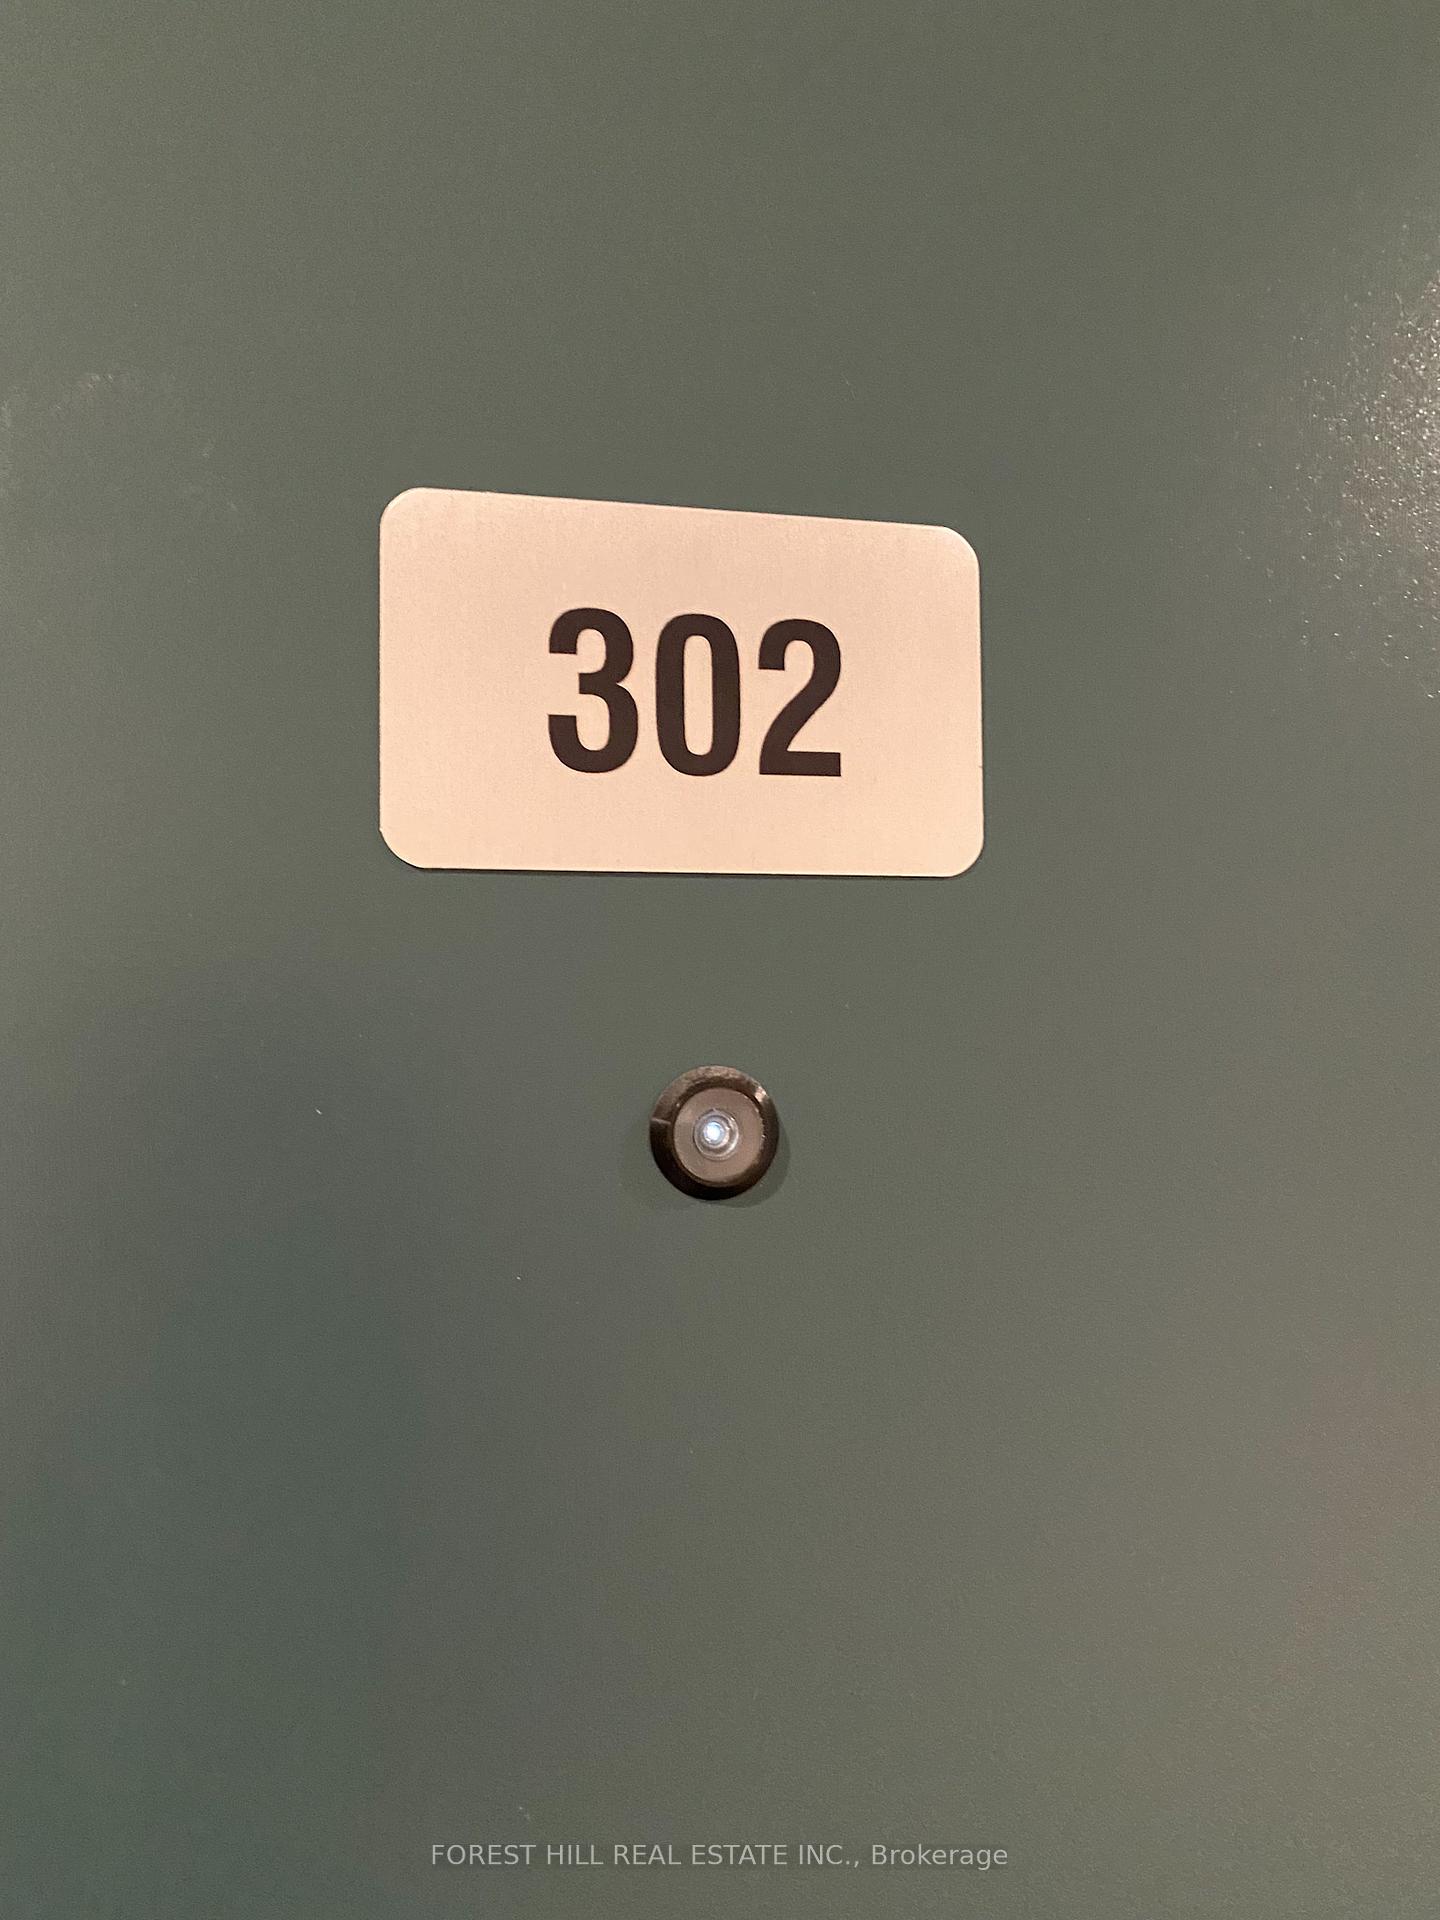 302
FOREST HILL REAL ESTATE INC., Brokerage